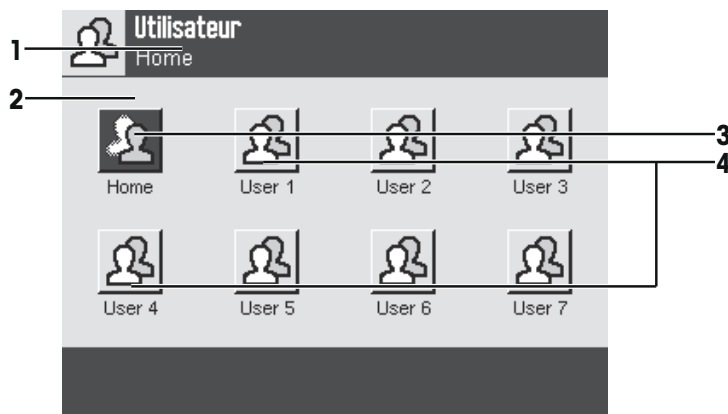 Utilisateur
1
Home
2
3
4
Home
User 1
User 2
User 3
User 4
User 5
User 6
User 7